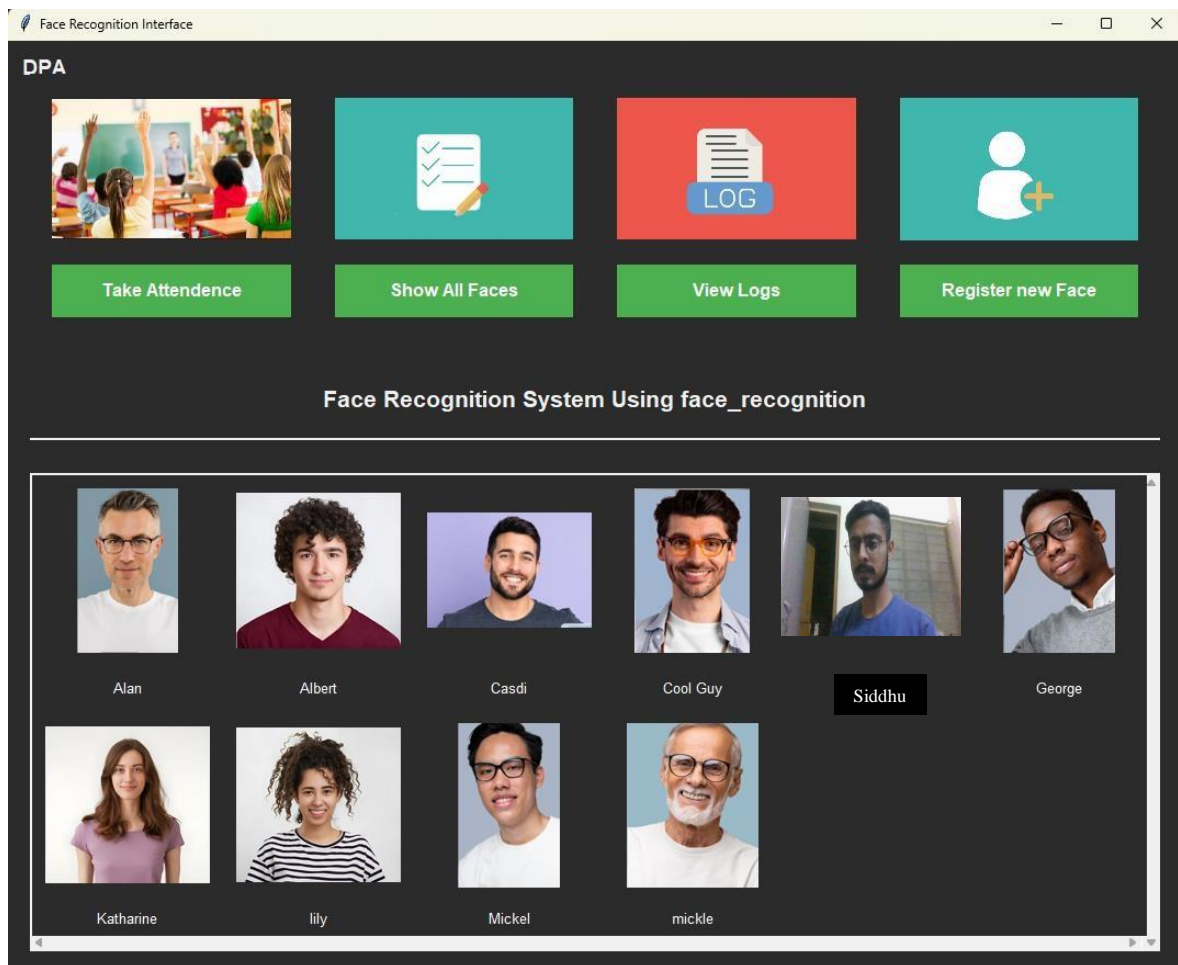 Face Recognition Interface
DPA
LOG
Take Attendence
Show All Faces
View Logs
Register new Face
Face Recognition System Using face_recognition
Alan
Albert
Casdi
Cool Guy
Siddhu
George
Katharine
lily
Mickel
mickle